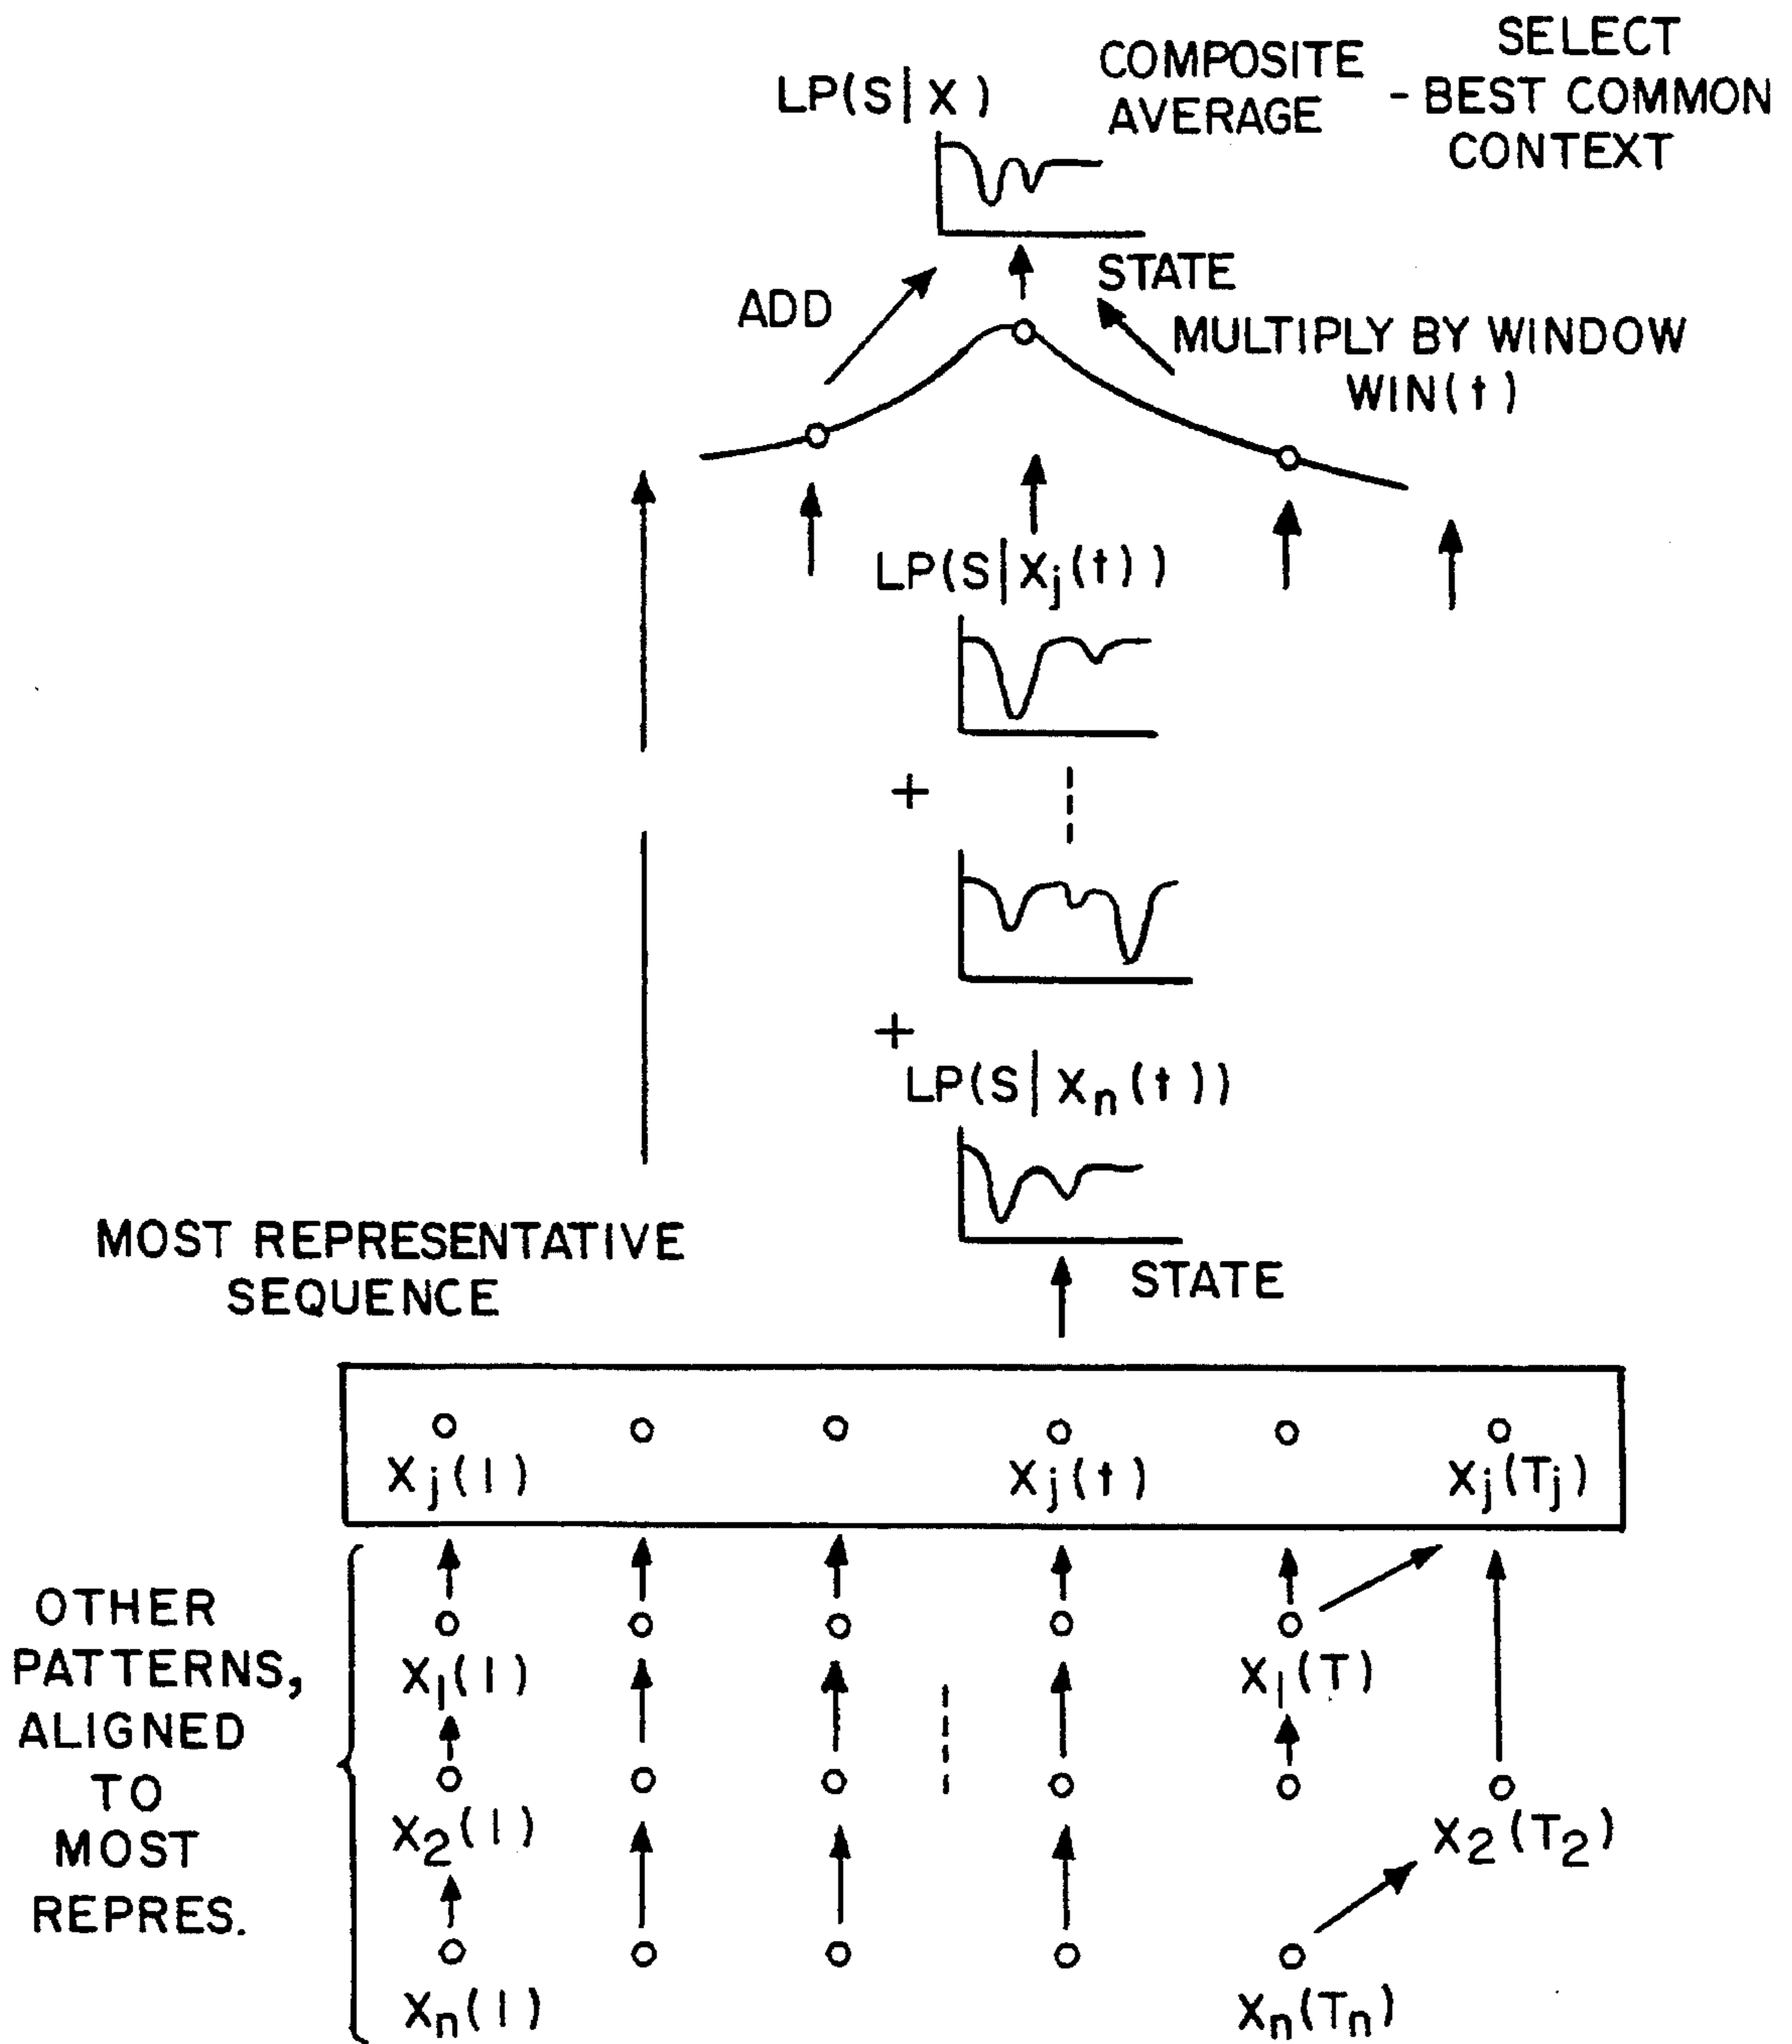 SELECT
COMPOSITE
LP(S|X)
- BEST COMMON
AVERAGE
CONTEXT
STATE
ADD
MULTIPLY BY WINDOW
WIN(t)
LP(S|Xj(t))
+
+
LP(S|Xn(t))
MOST REPRESENTATIVE
SEQUENCE
STATE
Xj(1) Xj(t) Xj(Tj)
OTHER
PATTERNS,
ALIGNED
TO
MOST
REPRES.
X1(1) X1(T)
X2(1) X2(T2)
Xn(1) Xn(Tn)